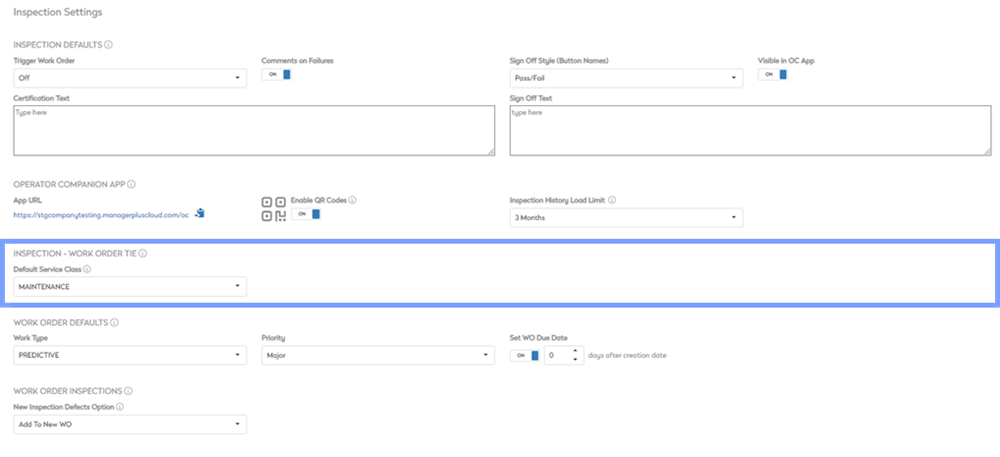 Inspection Settings
INSPECTION DEFAULTS
Trigger Work Order
Comments on Failures
Sign Off Style (Button Names)
Visible in OC App
Off
ON
Pass/Fail
ON
Certification Text
Sign Off Text
Type here
type here
OPERATOR COMPANION APP
App URL
Enable QR Codes
Inspection History Load Limit
https://stgcompanytesting.managerpluscloud.com/oc
ON
3 Months
INSPECTION - WORK ORDER TIE
Default Service Class
MAINTENANCE
WORK ORDER DEFAULTS
Work Type
Priority
Set WO Due Date
PREDICTIVE
Major
ON
0
days after creation date
WORK ORDER INSPECTIONS
New Inspection Defects Option
Add To New WO